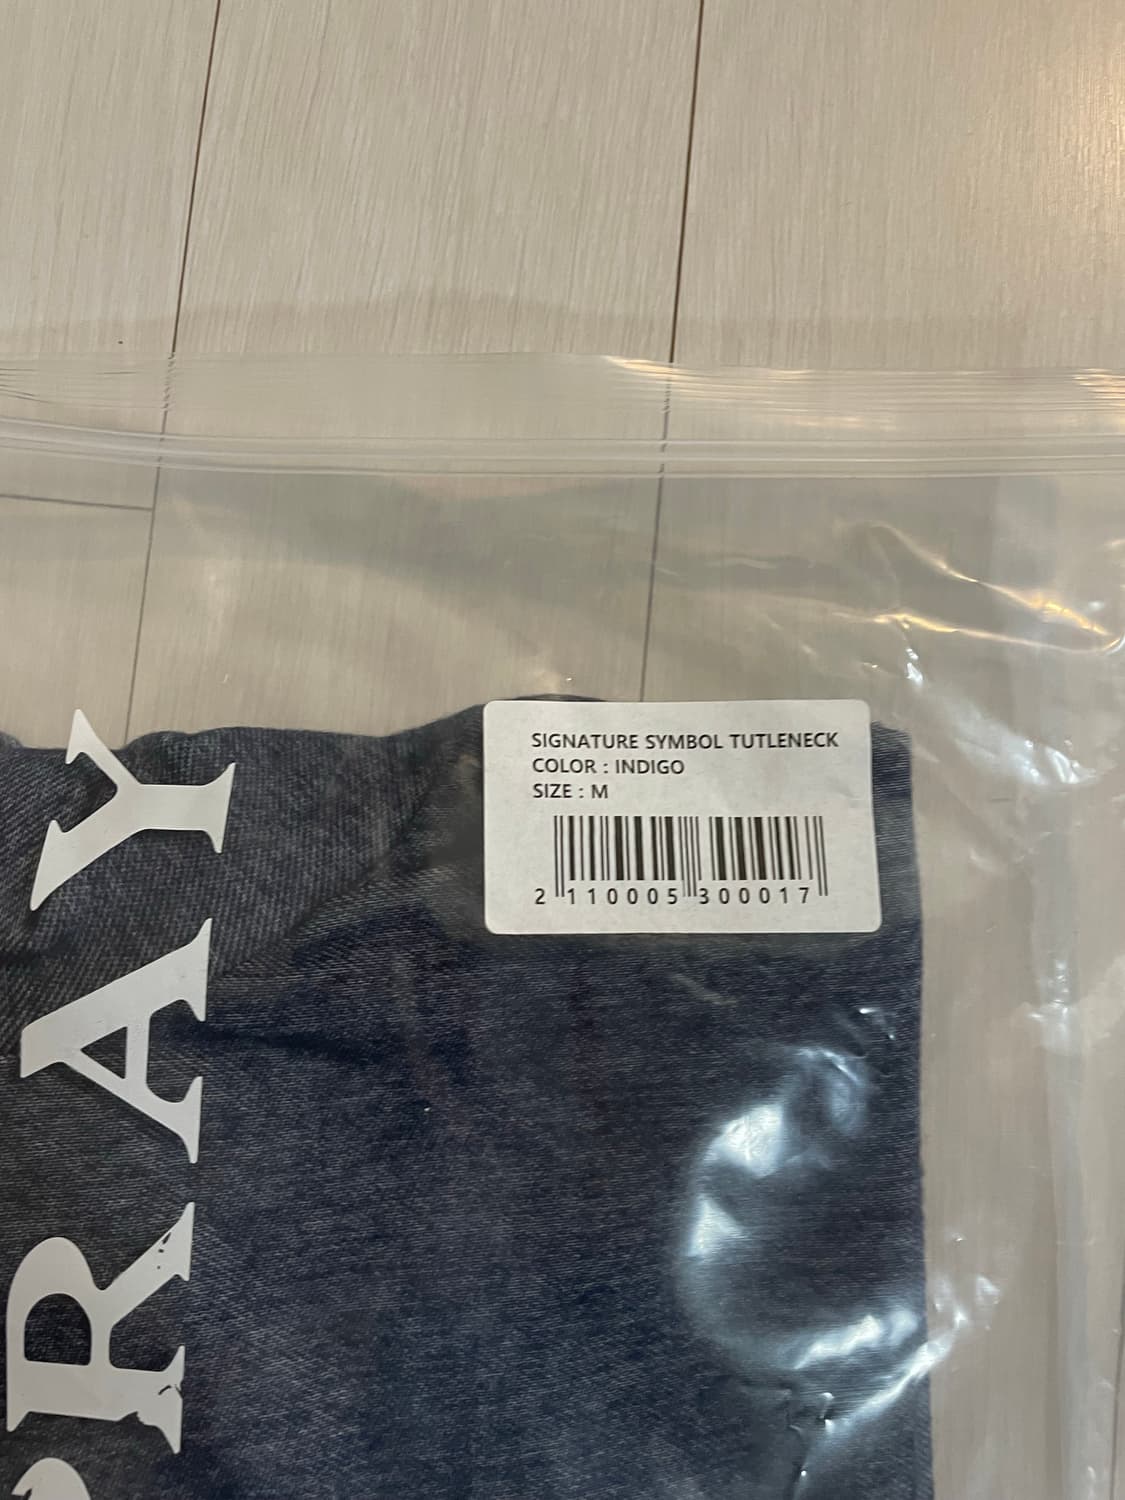 SIGNATURE SYMBOL TUTLENECK
COLOR : INDIGO
SIZE : M
2 110005 300017
RAY